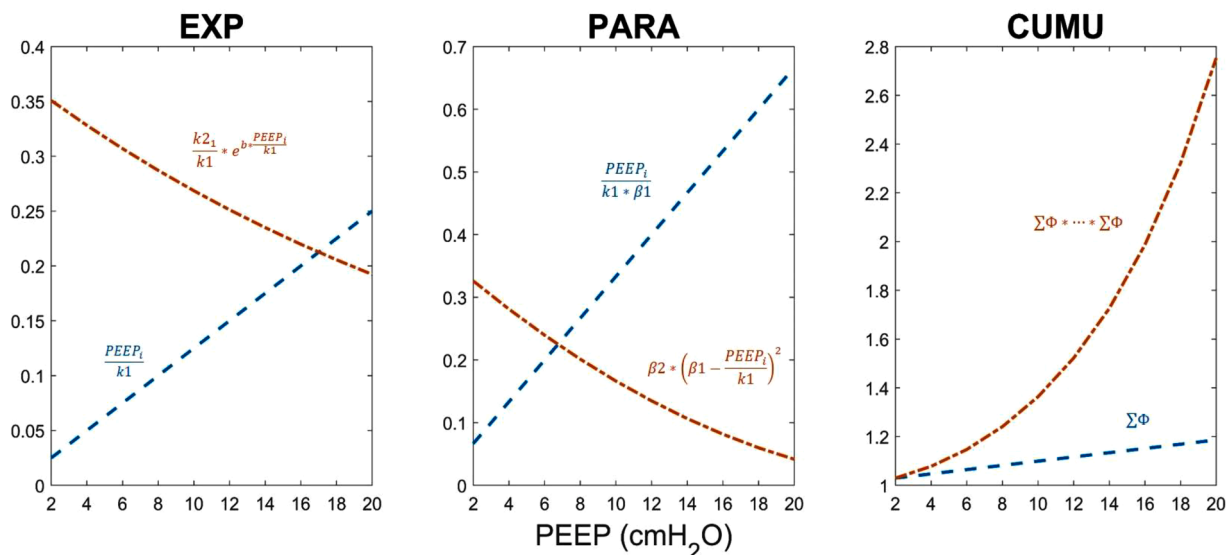 EXP
0.4
0.35
0.3
0.25
0.2
0.15
0.1
0.05
0
2 4 6 8 10 12 14 16 18 20
k2₁/k1 * e^(b*PEEPᵢ/k1)
PEEPᵢ/k1
PARA
0.7
0.6
0.5
0.4
0.3
0.2
0.1
0
2 4 6 8 10 12 14 16 18 20
PEEPᵢ/(k1 * β1)
β2 * (β1 − PEEPᵢ/k1)²
PEEP (cmH₂O)
CUMU
2.8
2.6
2.4
2.2
2
1.8
1.6
1.4
1.2
1
2 4 6 8 10 12 14 16 18 20
ΣΦ * ⋯ * ΣΦ
ΣΦ